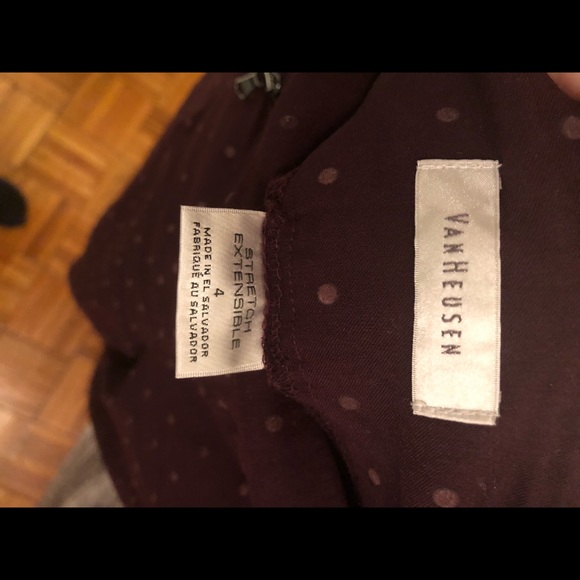 VANHEUSEN
STRETCH
EXTENSIBLE
4
MADE IN EL SALVADOR
FABRIQUÉ AU SALVADOR